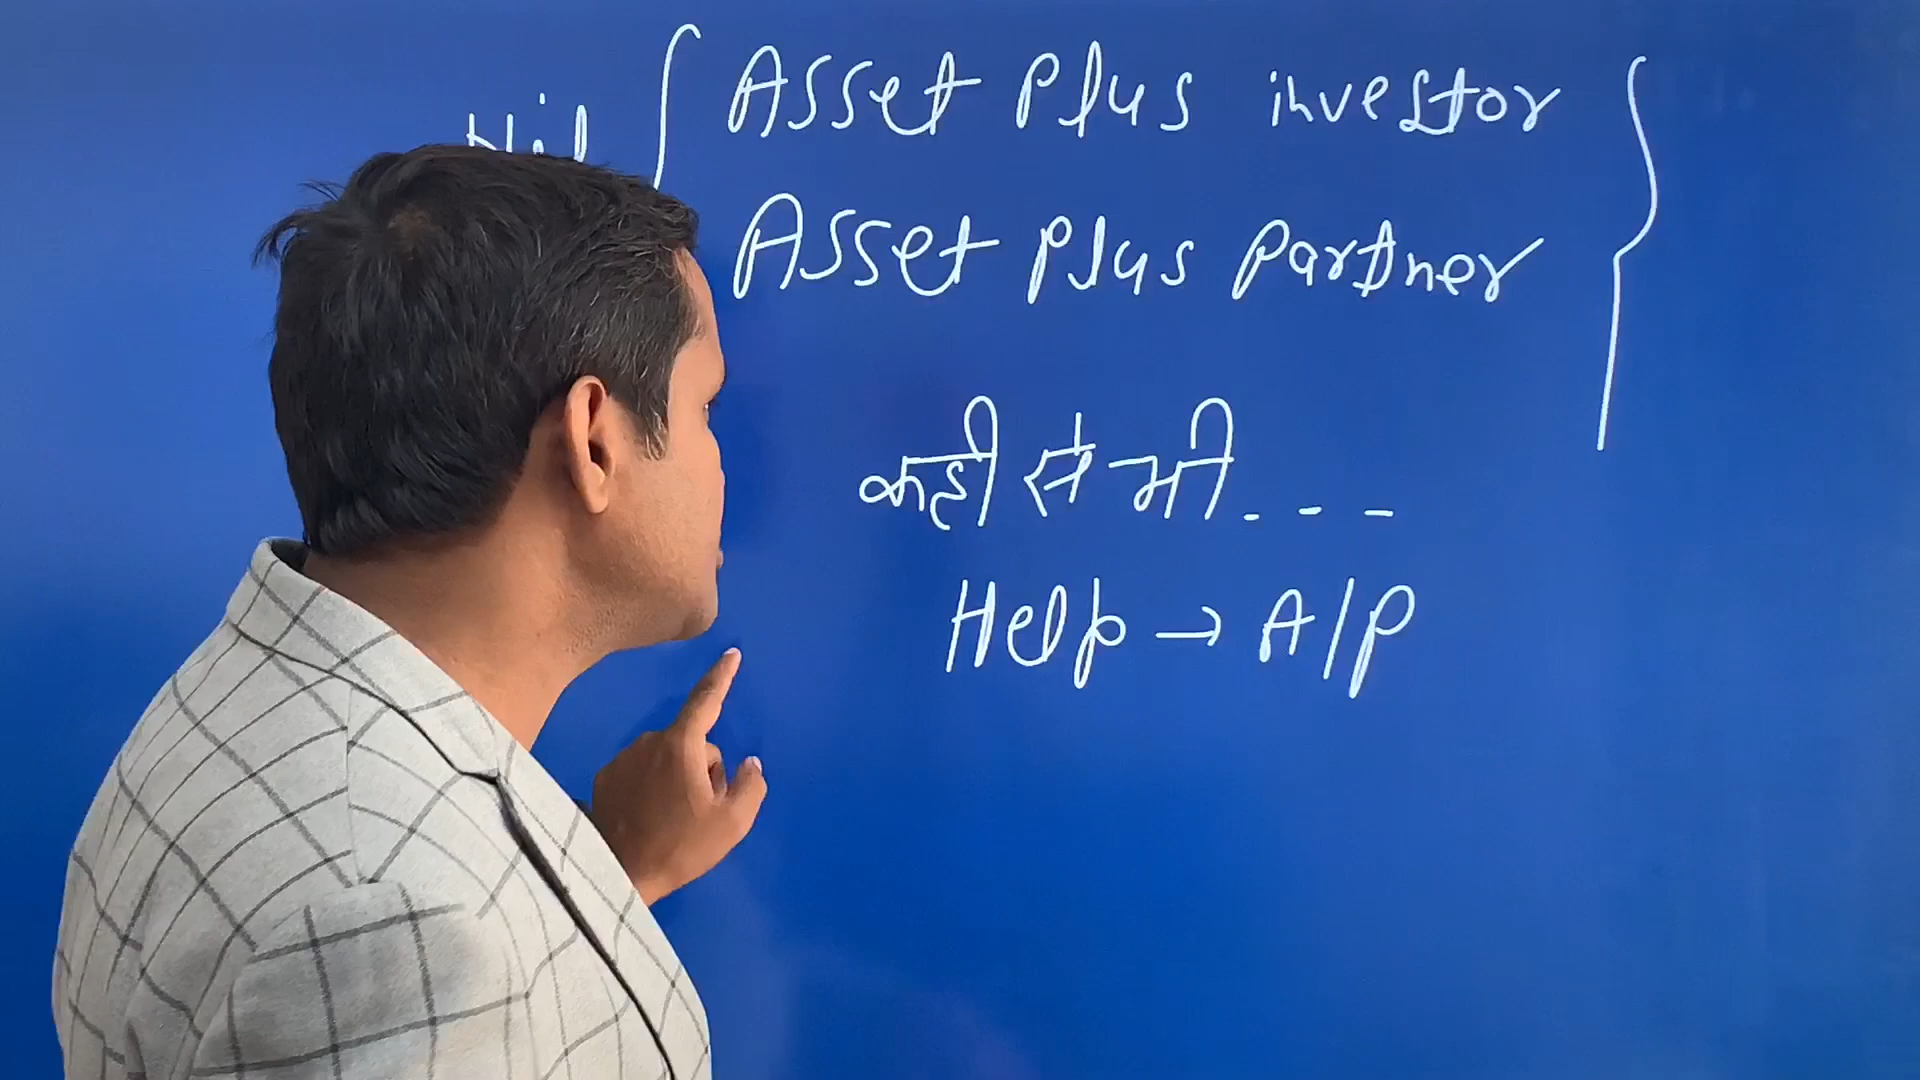 Asset Plus investor
Asset Plus Partner
कही से भी - - -
Help → A/P